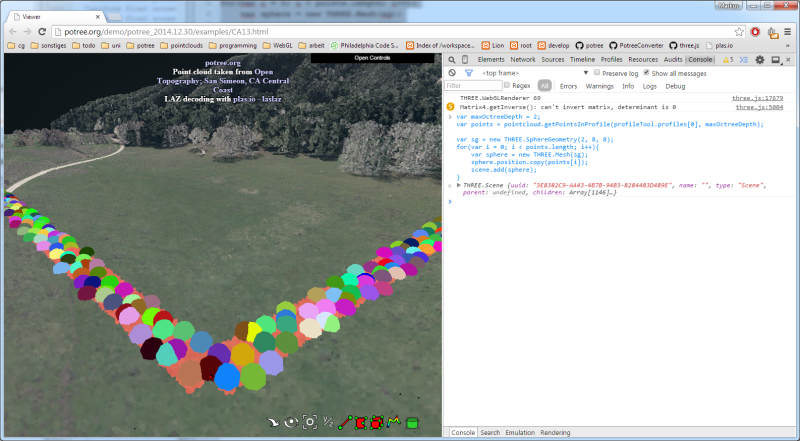 Viewer
Markus
potree.org/demo/potree_2014.12.30/examples/CA13.html
cg sonstiges todo uni potree pointclouds programming WebGL arbeit Philadelphia Code S... Index of /workspace... Lion root develop potree PotreeConverter three.js plas.io
potree.org
Point cloud taken from Open
Topography: San Simeon, CA Central
Coast
LAZ decoding with plas.io - laslaz
Open Controls
Elements Network Sources Timeline Profiles Resources Audits Console 5
<top frame> Preserve log Show all messages
Filter Regex All Errors Warnings Info Logs Debug
THREE.WebGLRenderer 69 three.js:17679
5 Matrix4.getInverse(): can't invert matrix, determinant is 0 three.js:5004
var maxOctreeDepth = 2;
var points = pointcloud.getPointsInProfile(profileTool.profiles[0], maxOctreeDepth);
var sg = new THREE.SphereGeometry(2, 8, 8);
for(var i = 0; i < points.length; i++){
var sphere = new THREE.Mesh(sg);
sphere.position.copy(points[i]);
scene.add(sphere);
}
THREE.Scene {uuid: "3E0382C9-AA43-4B7B-94B3-8284483D489E", name: "", type: "Scene",
parent: undefined, children: Array[1146]…}
1/2
Console Search Emulation Rendering